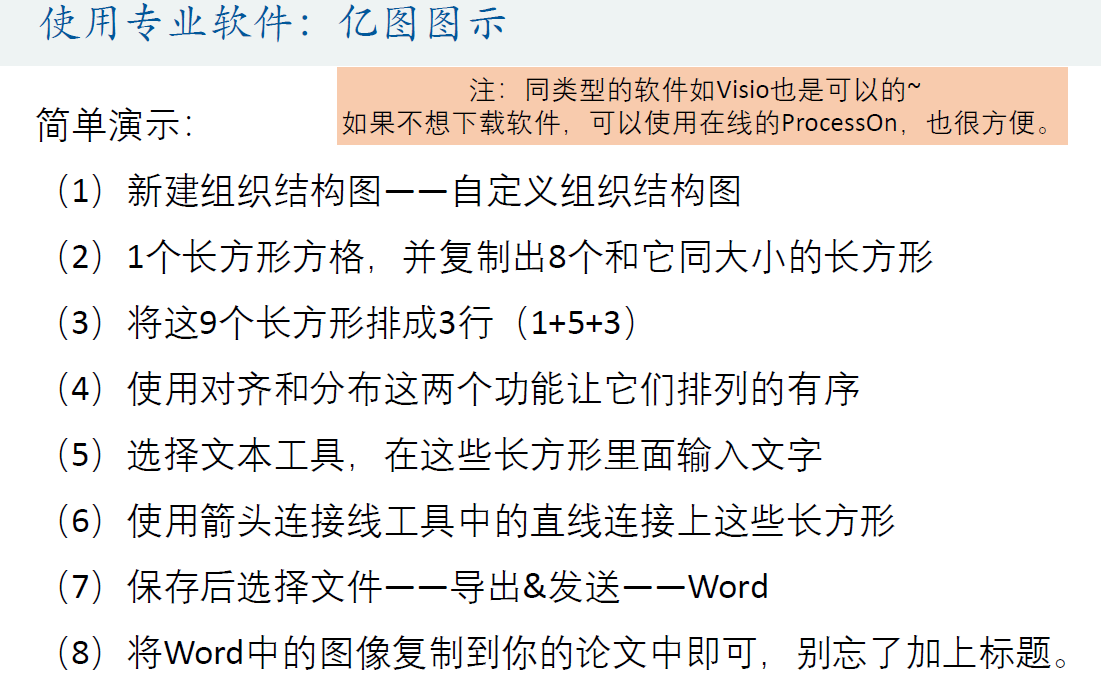 使用专业软件：亿图图示
注：同类型的软件如Visio也是可以的~
如果不想下载软件，可以使用在线的ProcessOn，也很方便。
简单演示：
（1）新建组织结构图——自定义组织结构图
（2）1个长方形方格，并复制出8个和它同大小的长方形
（3）将这9个长方形排成3行（1+5+3）
（4）使用对齐和分布这两个功能让它们排列的有序
（5）选择文本工具，在这些长方形里面输入文字
（6）使用箭头连接线工具中的直线连接上这些长方形
（7）保存后选择文件——导出&发送——Word
（8）将Word中的图像复制到你的论文中即可，别忘了加上标题。